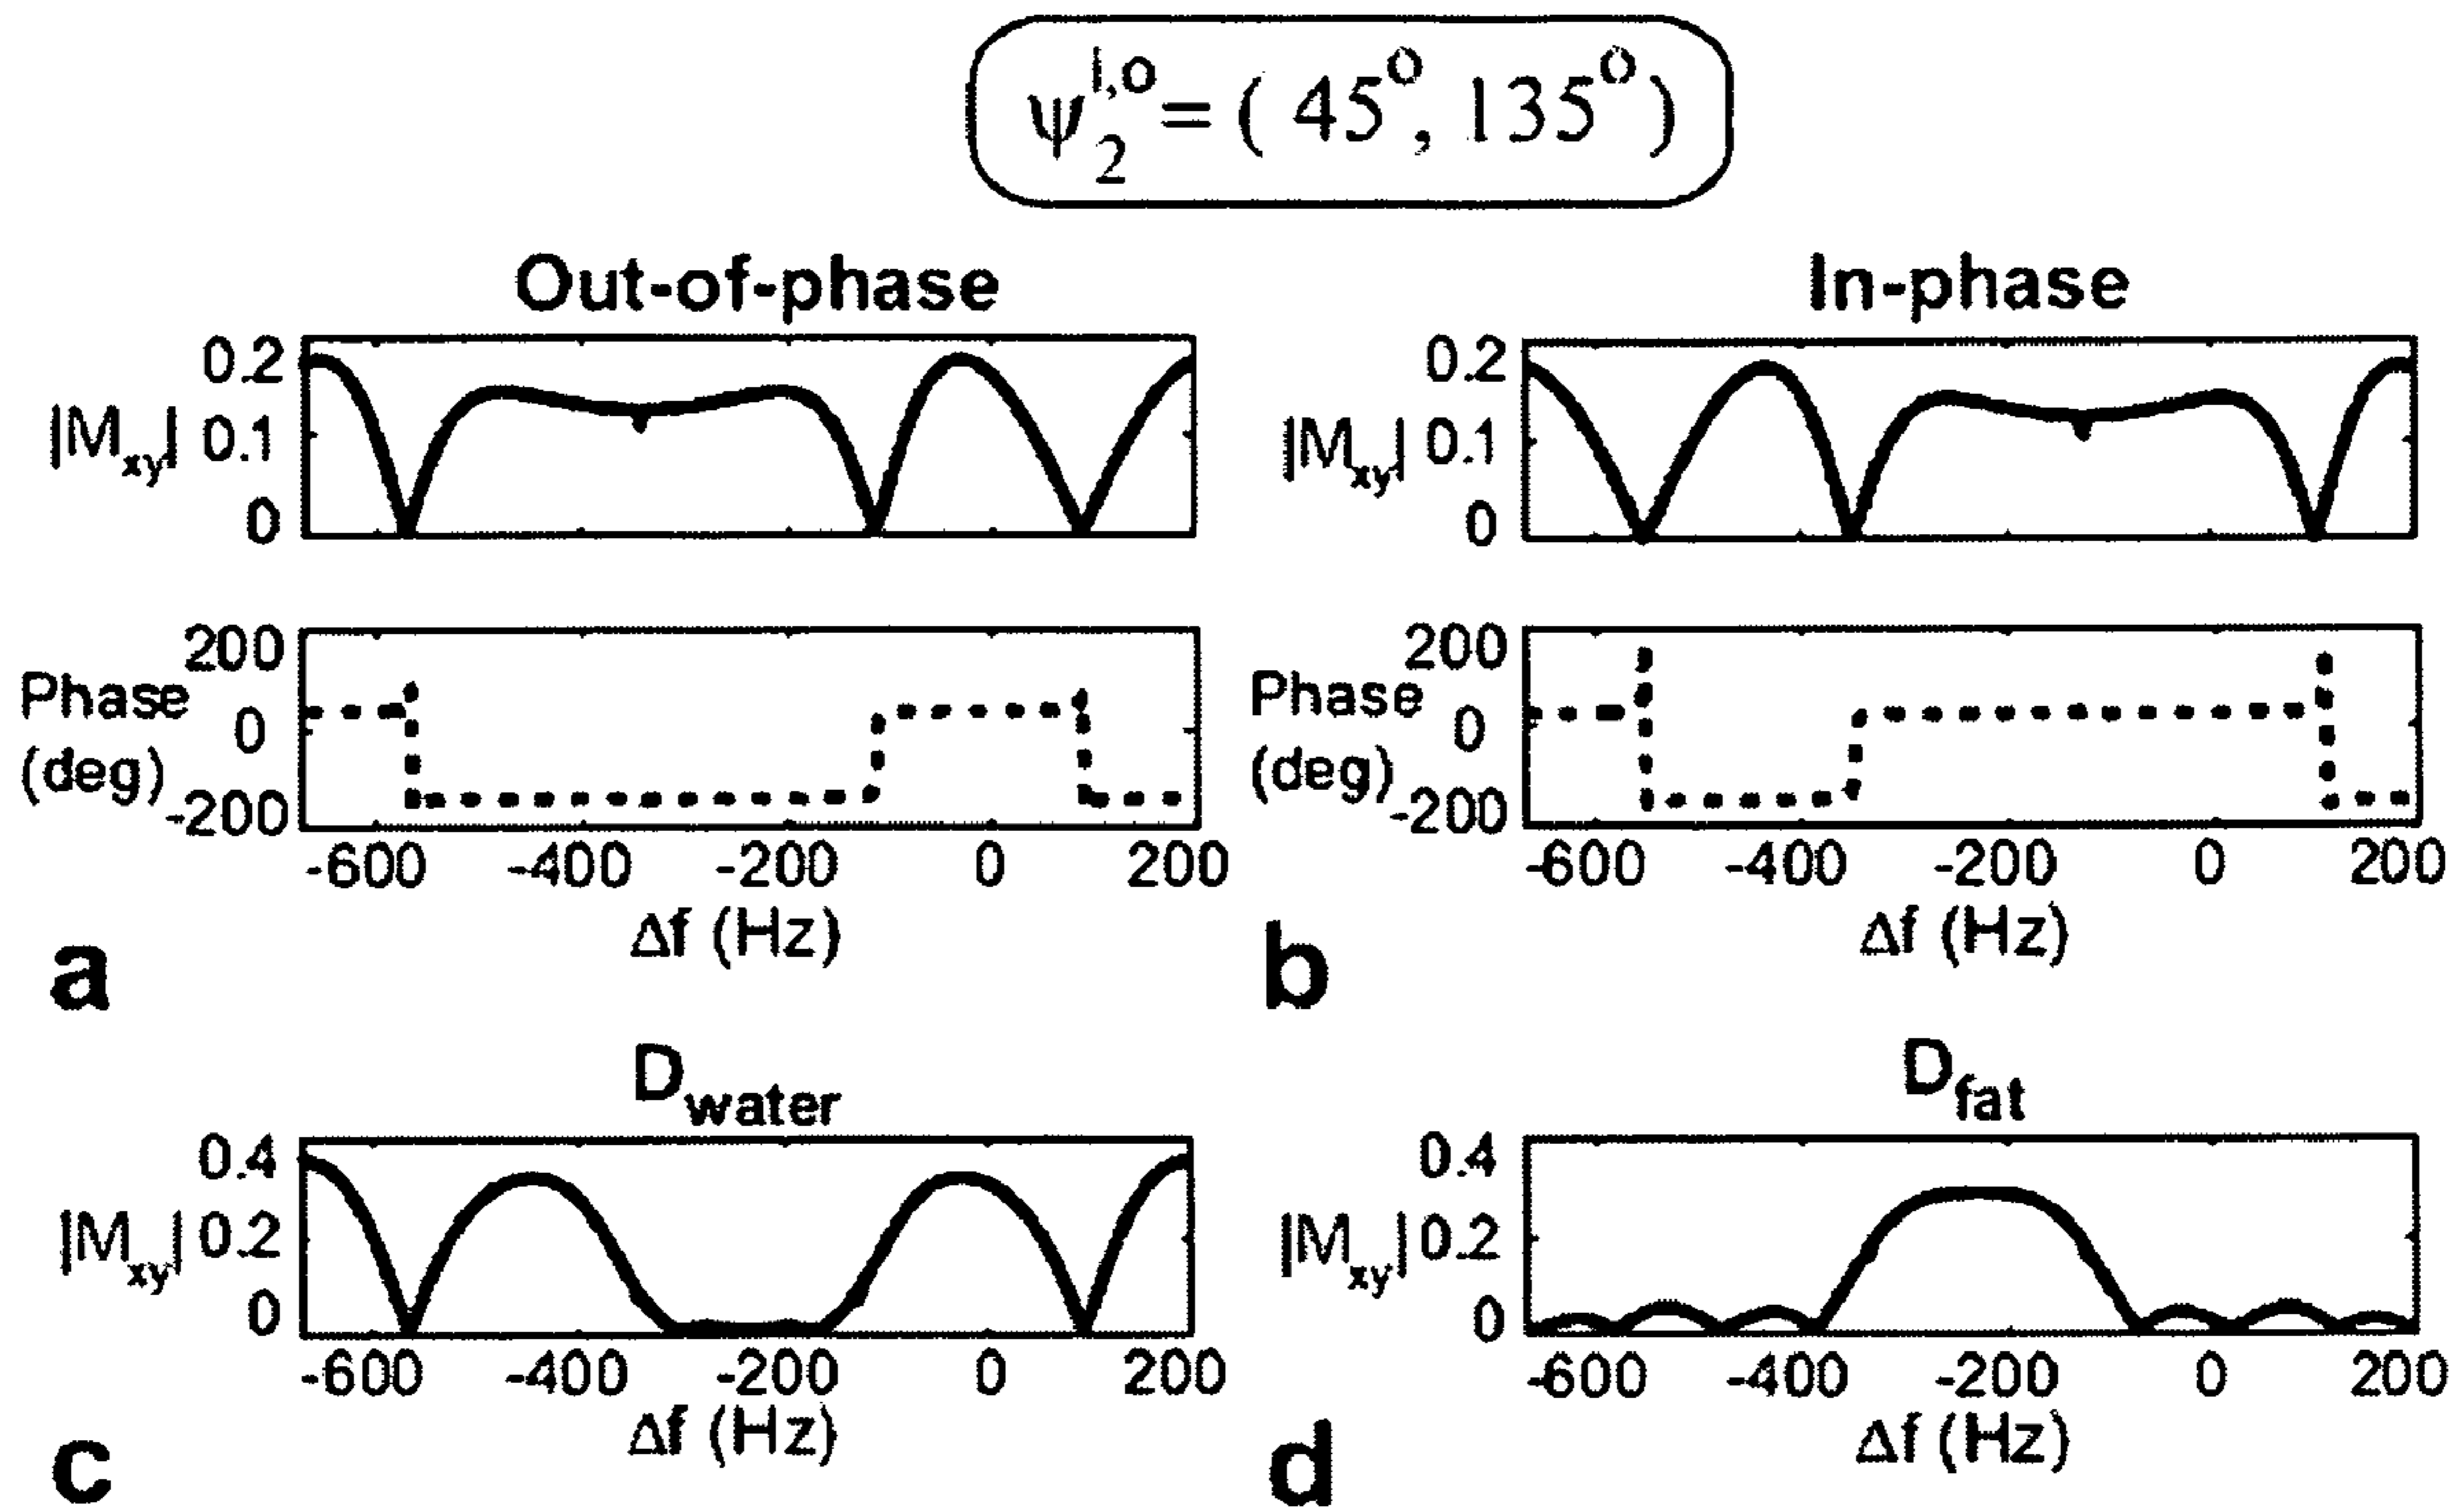 ψ₂^i,o = ( 45⁰, 135⁰ )
Out-of-phase
In-phase
0.2
|Mxy| 0.1
0
0.2
|Mxy| 0.1
0
200
Phase
0
(deg)
-200
-600 -400 -200 0 200
Δf (Hz)
200
Phase
0
(deg)
-200
-600 -400 -200 0 200
Δf (Hz)
a
b
Dwater
Dfat
0.4
|Mxy| 0.2
0
-600 -400 -200 0 200
Δf (Hz)
0.4
|Mxy| 0.2
0
-600 -400 -200 0 200
Δf (Hz)
c
d